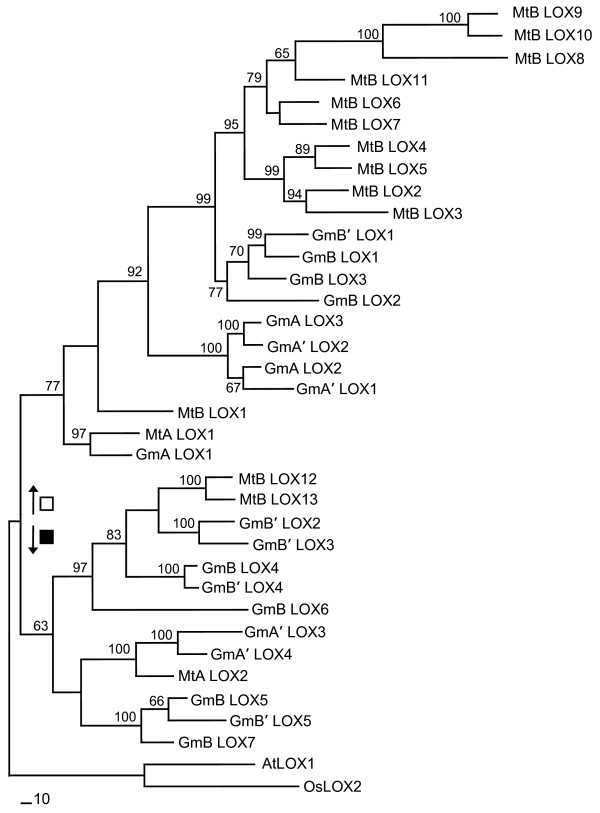 100 MtB LOX9
MtB LOX10
100 MtB LOX8
65
MtB LOX11
79
MtB LOX6
MtB LOX7
95
89 MtB LOX4
MtB LOX5
99
94 MtB LOX2
MtB LOX3
99
99 GmB′ LOX1
GmB LOX1
70
GmB LOX3
77 GmB LOX2
92
100 GmA LOX3
GmA′ LOX2
100
GmA LOX2
67 GmA′ LOX1
77
MtB LOX1
97 MtA LOX1
GmA LOX1
100 MtB LOX12
MtB LOX13
100 GmB′ LOX2
GmB′ LOX3
83
100 GmB LOX4
GmB′ LOX4
97
GmB LOX6
63
100 GmA′ LOX3
GmA′ LOX4
100
MtA LOX2
66 GmB LOX5
GmB′ LOX5
100
GmB LOX7
AtLOX1
OsLOX2
10